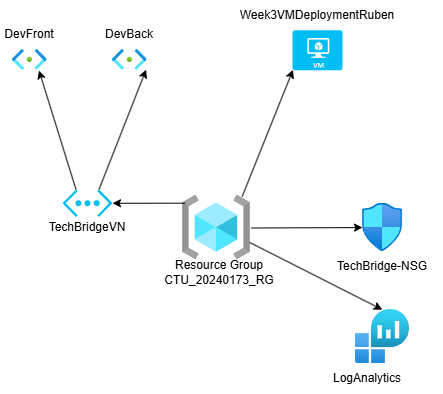 Week3VMDeploymentRuben
DevFront
DevBack
VM
TechBridgeVN
Resource Group
CTU_20240173_RG
TechBridge-NSG
LogAnalytics